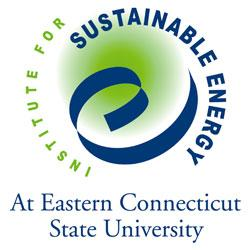 INSTITUTE FOR
SUSTAINABLE ENERGY
At Eastern Connecticut
State University